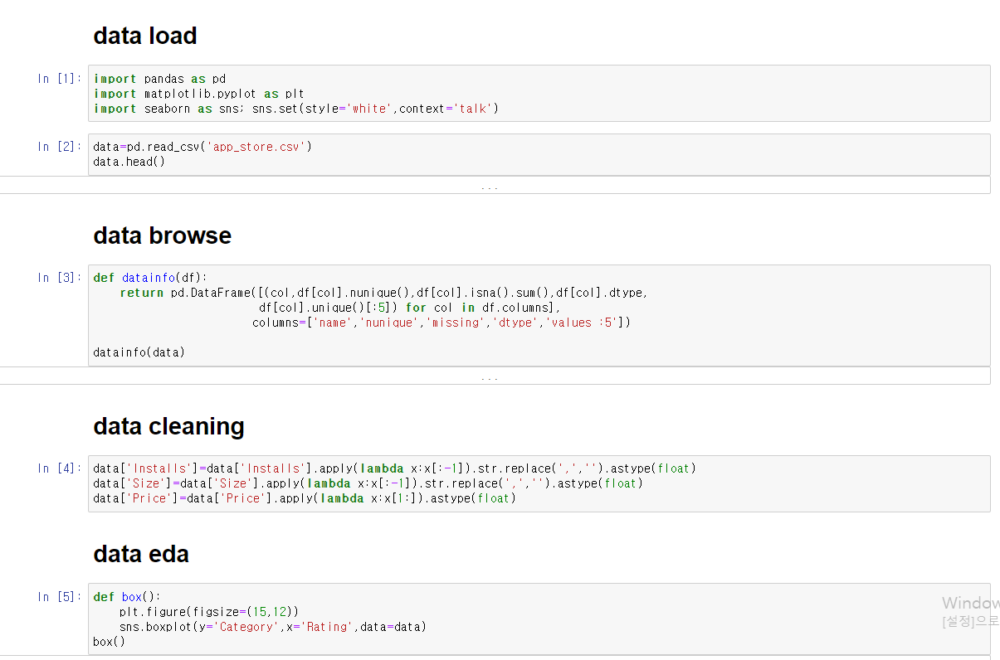 data load
In [1]: import pandas as pd
import matplotlib.pyplot as plt
import seaborn as sns; sns.set(style='white',context='talk')
In [2]: data=pd.read_csv('app_store.csv')
data.head()
...
data browse
In [3]: def datainfo(df):
    return pd.DataFrame([(col,df[col].nunique(),df[col].isna().sum(),df[col].dtype,
                         df[col].unique()[:5]) for col in df.columns],
                        columns=['name','nunique','missing','dtype','values :5'])
datainfo(data)
...
data cleaning
In [4]: data['Installs']=data['Installs'].apply(lambda x:x[:-1]).str.replace(',','').astype(float)
data['Size']=data['Size'].apply(lambda x:x[:-1]).str.replace(',','').astype(float)
data['Price']=data['Price'].apply(lambda x:x[1:]).astype(float)
data eda
In [5]: def box():
    plt.figure(figsize=(15,12))
    sns.boxplot(y='Category',x='Rating',data=data)
box()
Window
[설정]으로